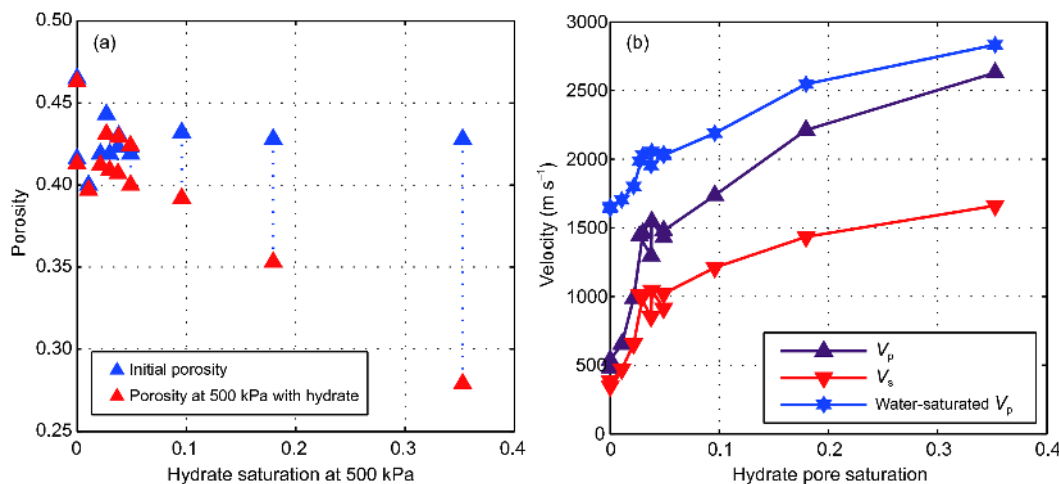 (a)
Porosity
0.50
0.45
0.40
0.35
0.30
0.25
Initial porosity
Porosity at 500 kPa with hydrate
0 0.1 0.2 0.3 0.4
Hydrate saturation at 500 kPa
(b)
Velocity (m s⁻¹)
3000
2500
2000
1500
1000
500
0
Vₚ
Vₛ
Water-saturated Vₚ
0 0.1 0.2 0.3 0.4
Hydrate pore saturation